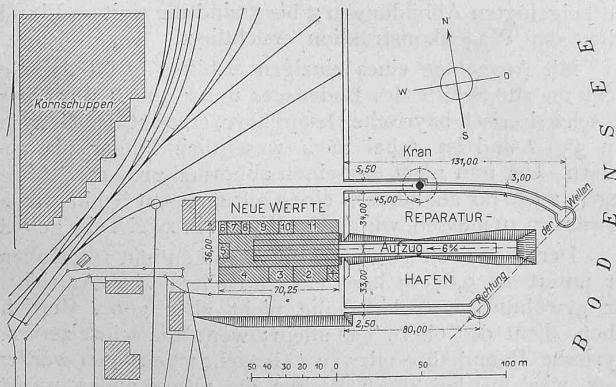 N
W
O
S
Kornschuppen
Kran
131,00
5,50
3,00
45,00
NEUE WERFTE
REPARATUR-
HAFEN
Aufzug ← 6%
34,00
33,00
36,00
6 7 8 9 10 11
5
4 3 2 1
70,25
2,50
80,00
Richtung der Wellen
BODENSEE
50 40 30 20 10 0 50 100 m